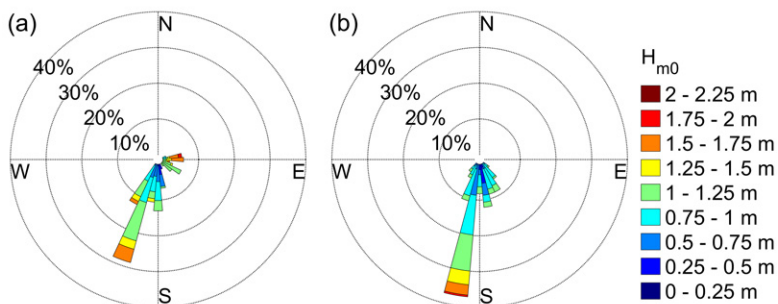 (a)
N
40%
30%
20%
10%
W
E
S
(b)
N
40%
30%
20%
10%
W
E
S
H_m0
2 - 2.25 m
1.75 - 2 m
1.5 - 1.75 m
1.25 - 1.5 m
1 - 1.25 m
0.75 - 1 m
0.5 - 0.75 m
0.25 - 0.5 m
0 - 0.25 m